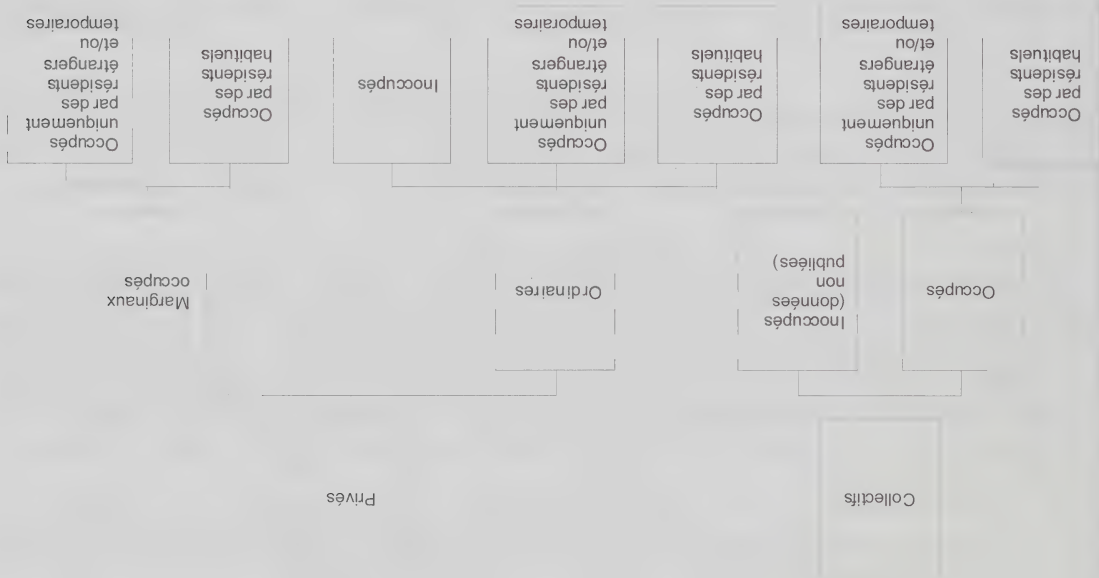 Collectifs
Privés
Occupés
Inoccupés
(données
non
publiées)
Ordinaires
Marginaux
occupés
Occupés
par des
résidents
habituels
Occupés
uniquement
par des
résidents
étrangers
et/ou
temporaires
Occupés
par des
résidents
habituels
Occupés
uniquement
par des
résidents
étrangers
et/ou
temporaires
Inoccupés
Occupés
par des
résidents
habituels
Occupés
uniquement
par des
résidents
étrangers
et/ou
temporaires